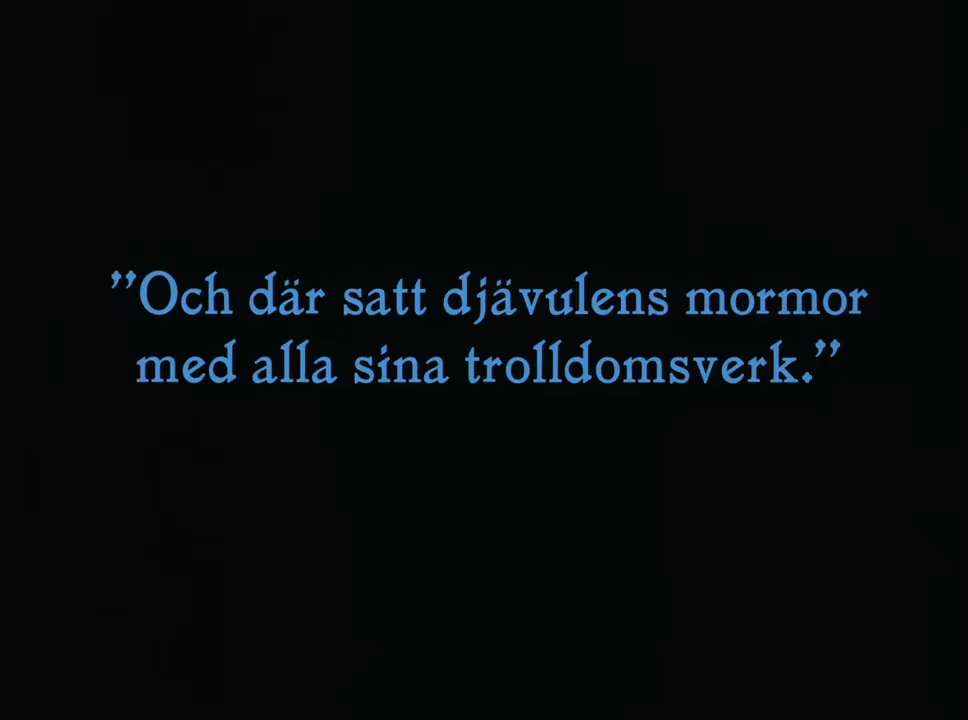 ”Och där satt djävulens mormor
med alla sina trolldomsverk.”